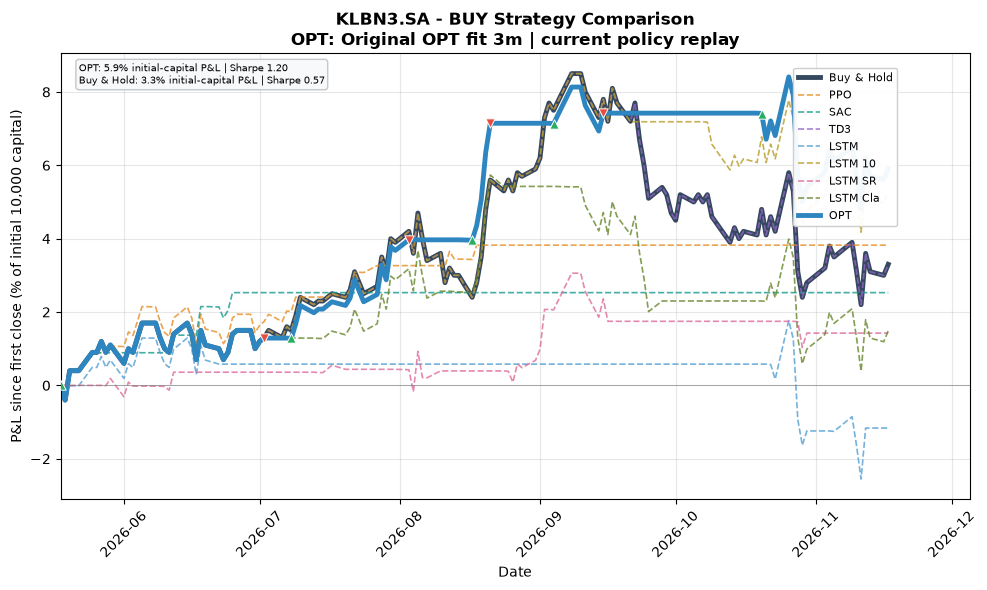 KLBN3.SA - BUY Strategy Comparison
OPT: Original OPT fit 3m | current policy replay
OPT: 5.9% initial-capital P&L | Sharpe 1.20
Buy & Hold: 3.3% initial-capital P&L | Sharpe 0.57
Buy & Hold
PPO
SAC
TD3
LSTM
LSTM 10
LSTM SR
LSTM Cla
OPT
P&L since first close (% of initial 10,000 capital)
8
6
4
2
0
−2
2026-06
2026-07
2026-08
2026-09
2026-10
2026-11
2026-12
Date